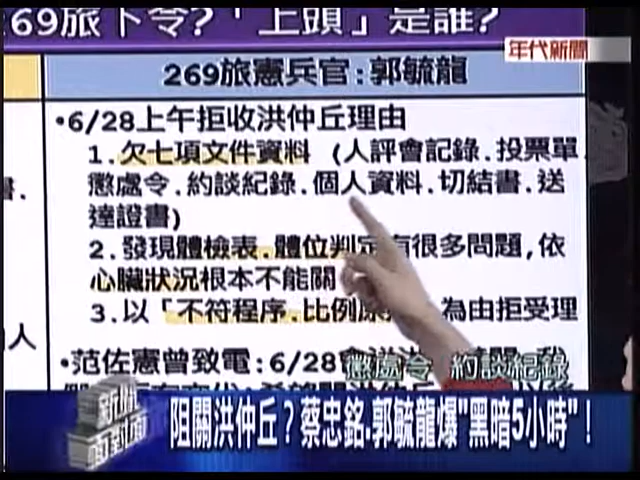 269旅下令?「上頭」是誰?
年代新聞
269旅憲兵官:郭毓龍
•6/28上午拒收洪仲丘理由
1.欠七項文件資料 (人評會記錄.投票單
懲處令.約談紀錄.個人資料.切結書.送
達證書)
2.發現體檢表.體位判定有很多問題,依
心臟狀況根本不能關
3.以「不符程序.比例原 為由拒受理
•范佐憲曾致電:6/28
懲處令 約談紀錄
書.
人
新聞面對面
阻關洪仲丘?蔡忠銘.郭毓龍爆"黑暗5小時"!